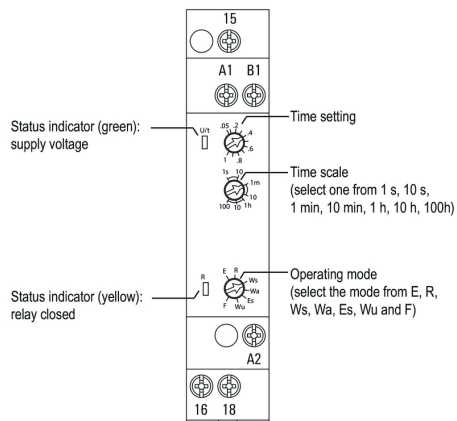 15
A1 B1
Status indicator (green):
supply voltage
U/t
.05 .2 .4 .6 .8 1
Time setting
1s 10 1m 10 1h 10 100
Time scale
(select one from 1 s, 10 s,
1 min, 10 min, 1 h, 10 h, 100h)
Status indicator (yellow):
relay closed
R
E R Ws Wa Es Wu F
Operating mode
(select the mode from E, R,
Ws, Wa, Es, Wu and F)
A2
16 18